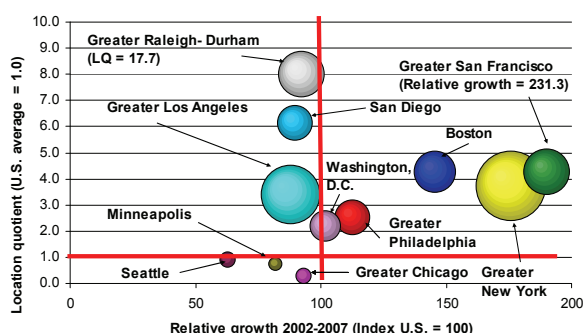 10.0
9.0
8.0
7.0
6.0
5.0
4.0
3.0
2.0
1.0
0.0
Location quotient (U.S. average = 1.0)
Greater Raleigh- Durham
(LQ = 17.7)
Greater San Francisco
(Relative growth = 231.3)
Greater Los Angeles
San Diego
Boston
Washington,
D.C.
Minneapolis
Greater
Philadelphia
Seattle
Greater Chicago
Greater
New York
0
50
100
150
200
Relative growth 2002-2007 (Index U.S. = 100)